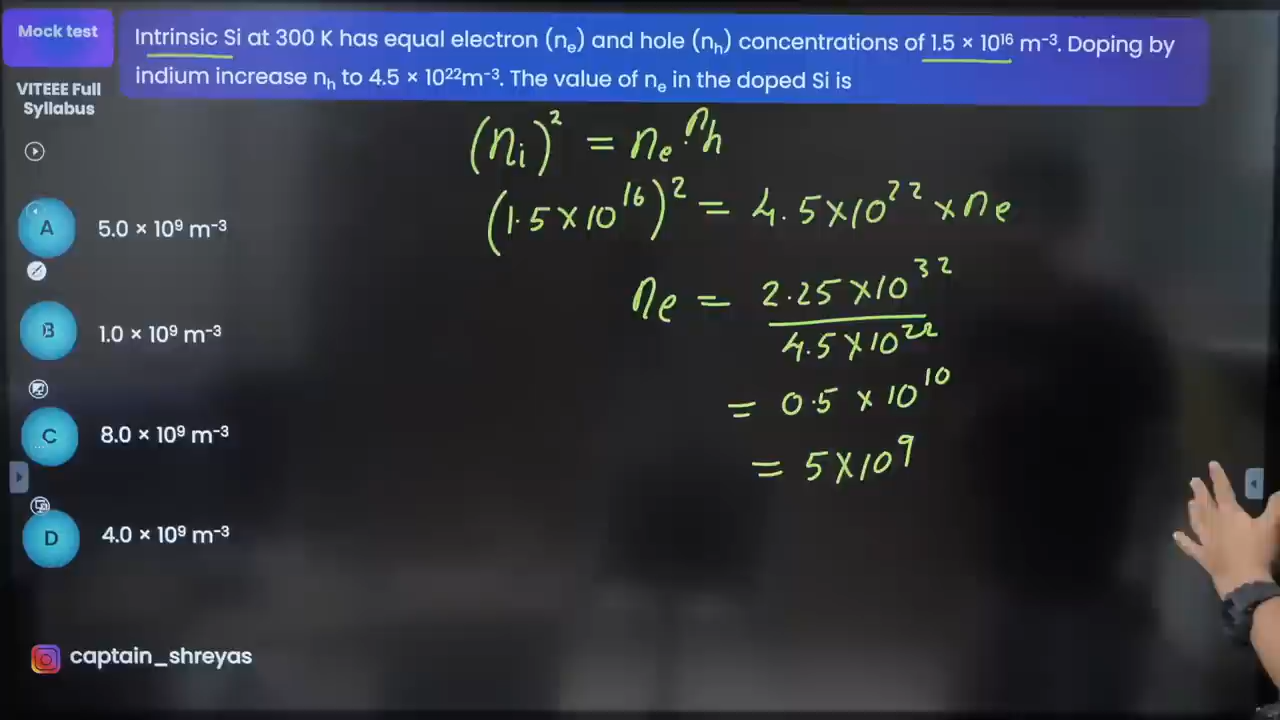 Mock test
VITEEE Full
Syllabus
Intrinsic Si at 300 K has equal electron (nₑ) and hole (nₕ) concentrations of 1.5 × 10¹⁶ m⁻³. Doping by
indium increase nₕ to 4.5 × 10²²m⁻³. The value of nₑ in the doped Si is
(nᵢ)² = nₑ.nₕ
(1.5×10¹⁶)² = 4.5×10²² × nₑ
nₑ = 2.25×10³²
4.5×10²²
= 0.5 × 10¹⁰
= 5×10⁹
A 5.0 × 10⁹ m⁻³
B 1.0 × 10⁹ m⁻³
C 8.0 × 10⁹ m⁻³
D 4.0 × 10⁹ m⁻³
captain_shreyas